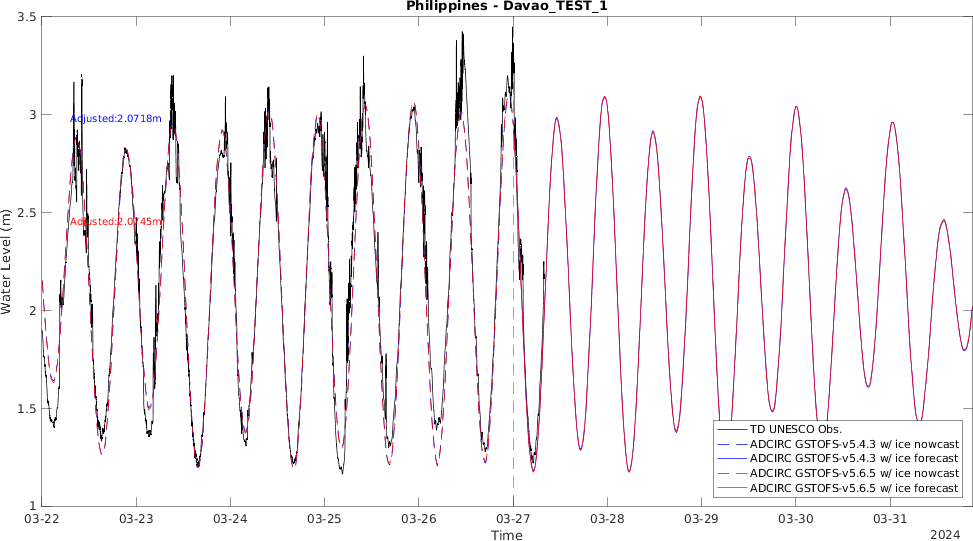 Philippines - Davao_TEST_1
3.5
3
2.5
2
1.5
1
Water Level (m)
Adjusted:2.0718m
Adjusted:2.0745m
TD UNESCO Obs.
ADCIRC GSTOFS-v5.4.3 w/ ice nowcast
ADCIRC GSTOFS-v5.4.3 w/ ice forecast
ADCIRC GSTOFS-v5.6.5 w/ ice nowcast
ADCIRC GSTOFS-v5.6.5 w/ ice forecast
03-22 03-23 03-24 03-25 03-26 03-27 03-28 03-29 03-30 03-31
Time
2024